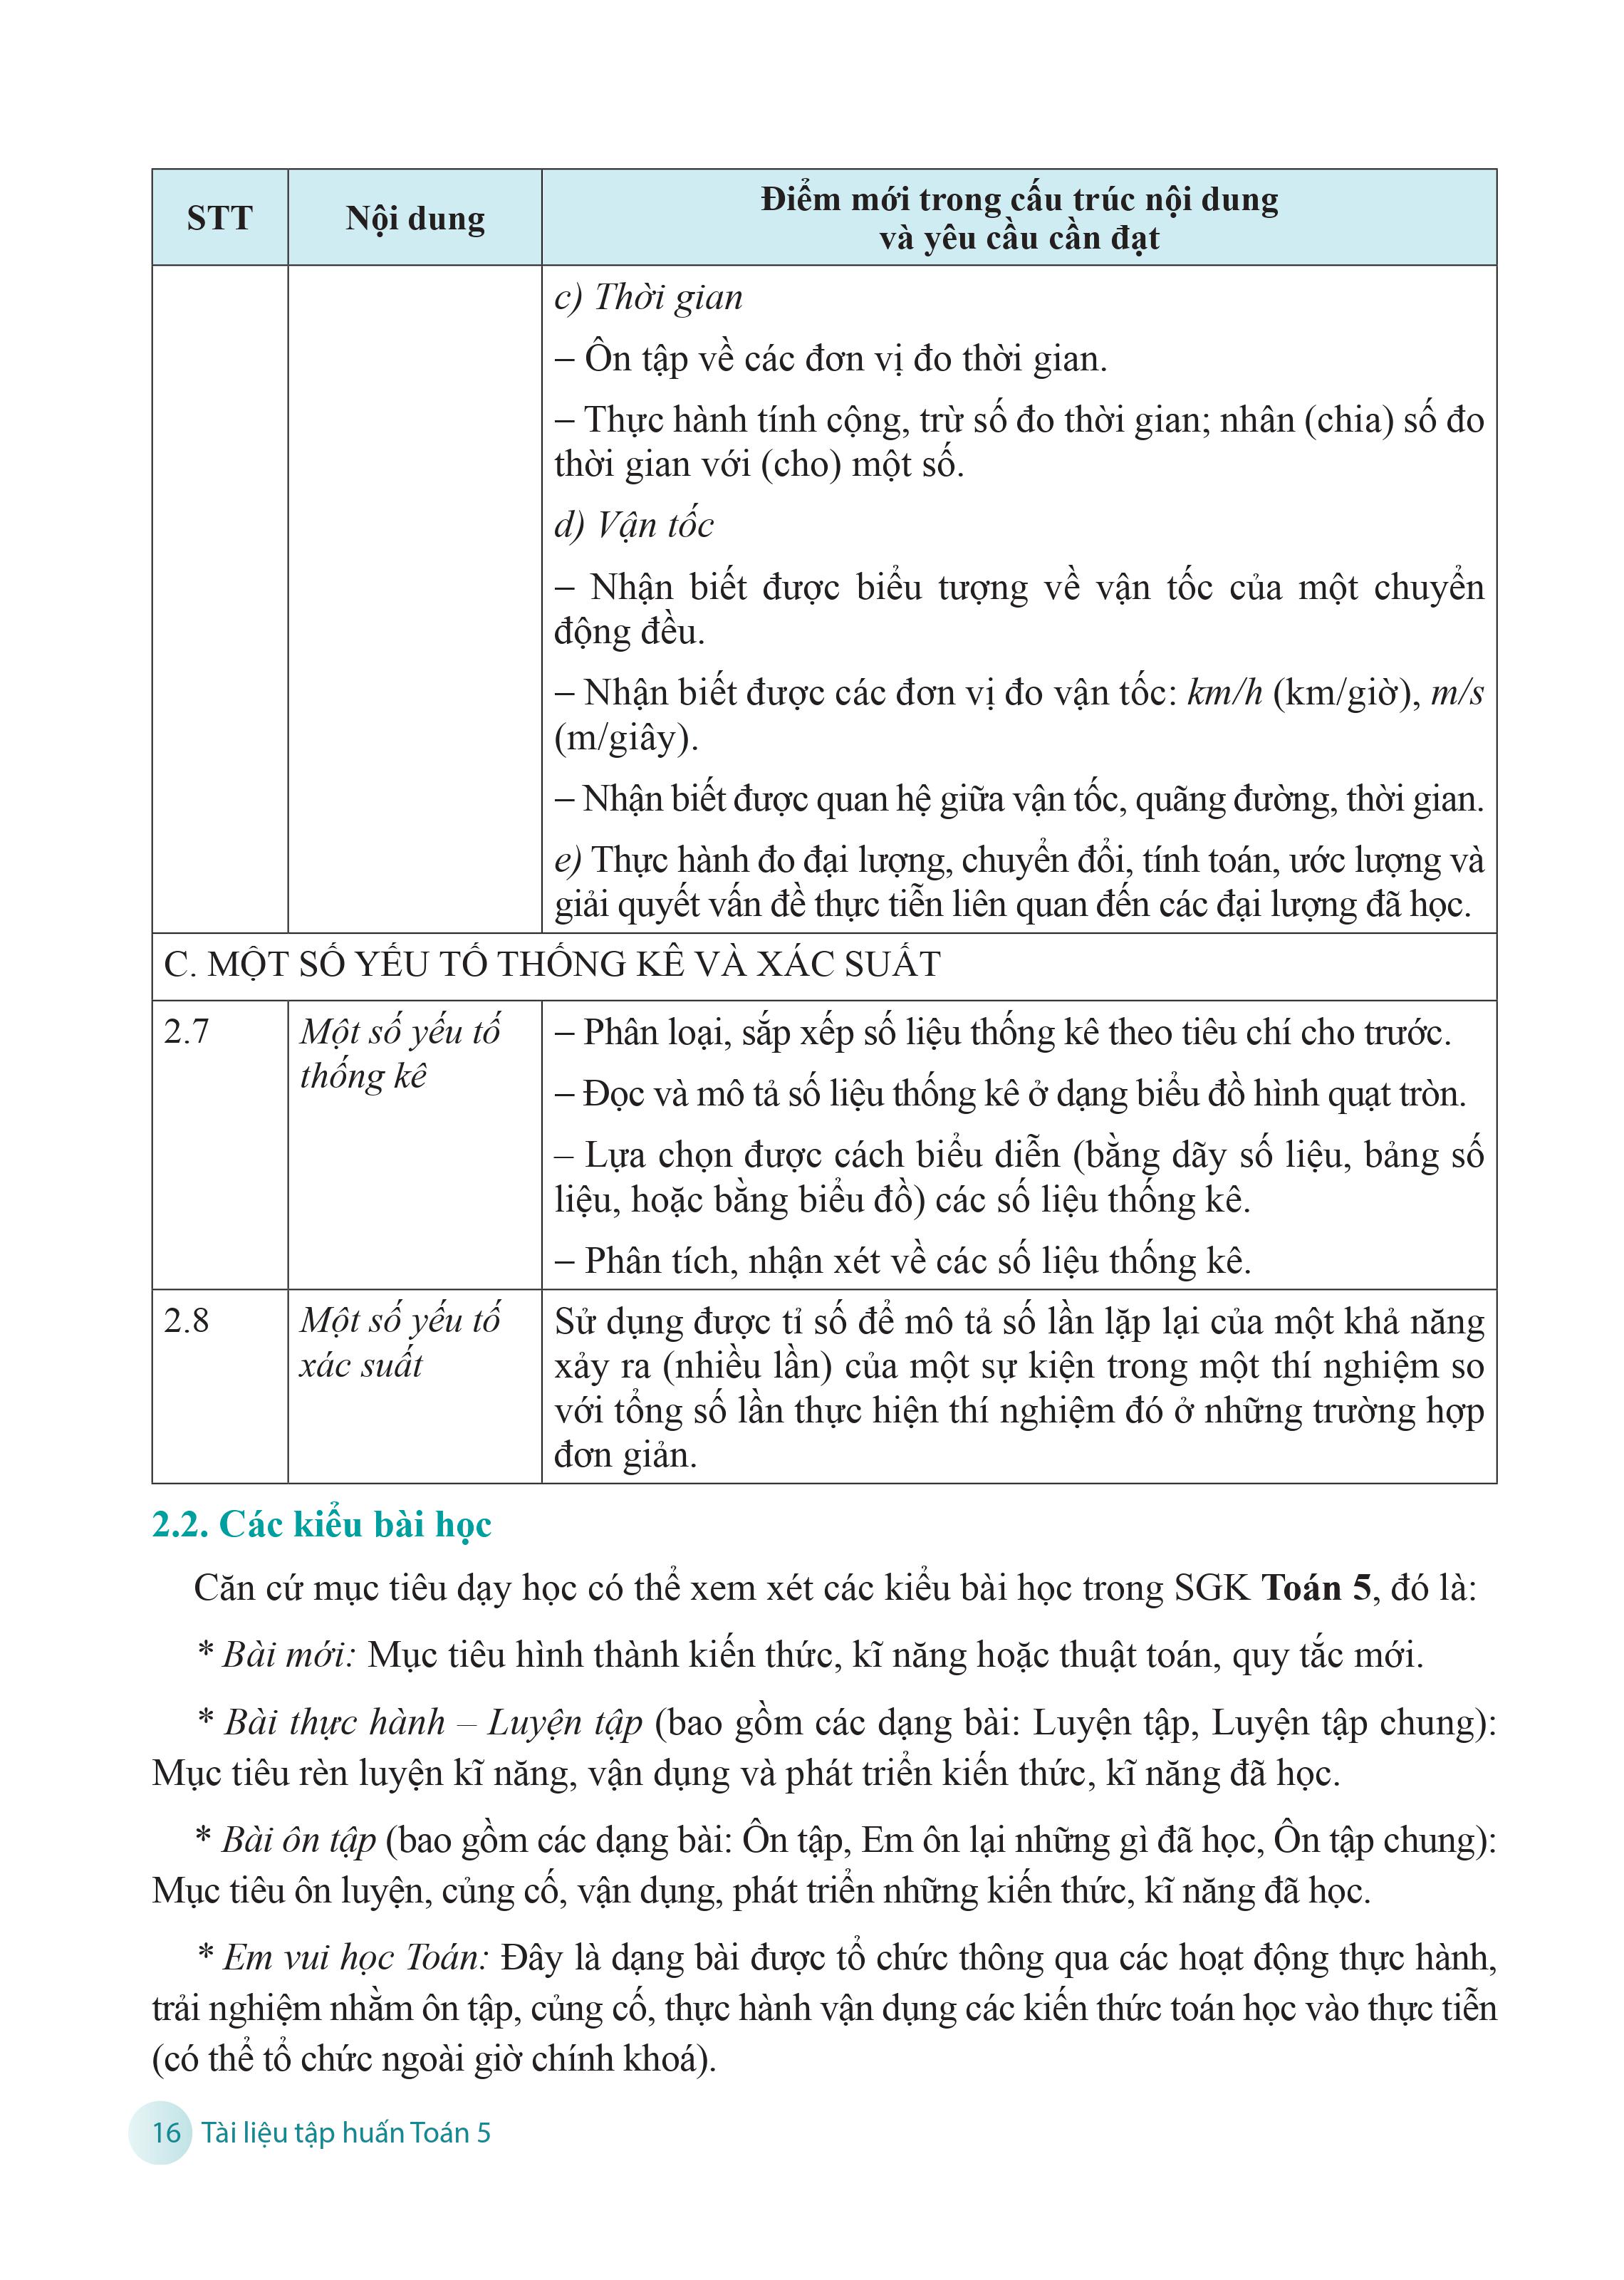 STT
Nội dung
Điểm mới trong cấu trúc nội dung
và yêu cầu cần đạt
c) Thời gian
– Ôn tập về các đơn vị đo thời gian.
– Thực hành tính cộng, trừ số đo thời gian; nhân (chia) số đo
thời gian với (cho) một số.
d) Vận tốc
– Nhận biết được biểu tượng về vận tốc của một chuyển
động đều.
– Nhận biết được các đơn vị đo vận tốc: km/h (km/giờ), m/s
(m/giây).
– Nhận biết được quan hệ giữa vận tốc, quãng đường, thời gian.
e) Thực hành đo đại lượng, chuyển đổi, tính toán, ước lượng và
giải quyết vấn đề thực tiễn liên quan đến các đại lượng đã học.
C. MỘT SỐ YẾU TỐ THỐNG KÊ VÀ XÁC SUẤT
2.7
Một số yếu tố
thống kê
– Phân loại, sắp xếp số liệu thống kê theo tiêu chí cho trước.
– Đọc và mô tả số liệu thống kê ở dạng biểu đồ hình quạt tròn.
– Lựa chọn được cách biểu diễn (bằng dãy số liệu, bảng số
liệu, hoặc bằng biểu đồ) các số liệu thống kê.
– Phân tích, nhận xét về các số liệu thống kê.
2.8
Một số yếu tố
xác suất
Sử dụng được tỉ số để mô tả số lần lặp lại của một khả năng
xảy ra (nhiều lần) của một sự kiện trong một thí nghiệm so
với tổng số lần thực hiện thí nghiệm đó ở những trường hợp
đơn giản.
2.2. Các kiểu bài học
Căn cứ mục tiêu dạy học có thể xem xét các kiểu bài học trong SGK Toán 5, đó là:
* Bài mới: Mục tiêu hình thành kiến thức, kĩ năng hoặc thuật toán, quy tắc mới.
* Bài thực hành – Luyện tập (bao gồm các dạng bài: Luyện tập, Luyện tập chung):
Mục tiêu rèn luyện kĩ năng, vận dụng và phát triển kiến thức, kĩ năng đã học.
* Bài ôn tập (bao gồm các dạng bài: Ôn tập, Em ôn lại những gì đã học, Ôn tập chung):
Mục tiêu ôn luyện, củng cố, vận dụng, phát triển những kiến thức, kĩ năng đã học.
* Em vui học Toán: Đây là dạng bài được tổ chức thông qua các hoạt động thực hành,
trải nghiệm nhằm ôn tập, củng cố, thực hành vận dụng các kiến thức toán học vào thực tiễn
(có thể tổ chức ngoài giờ chính khoá).
16 Tài liệu tập huấn Toán 5